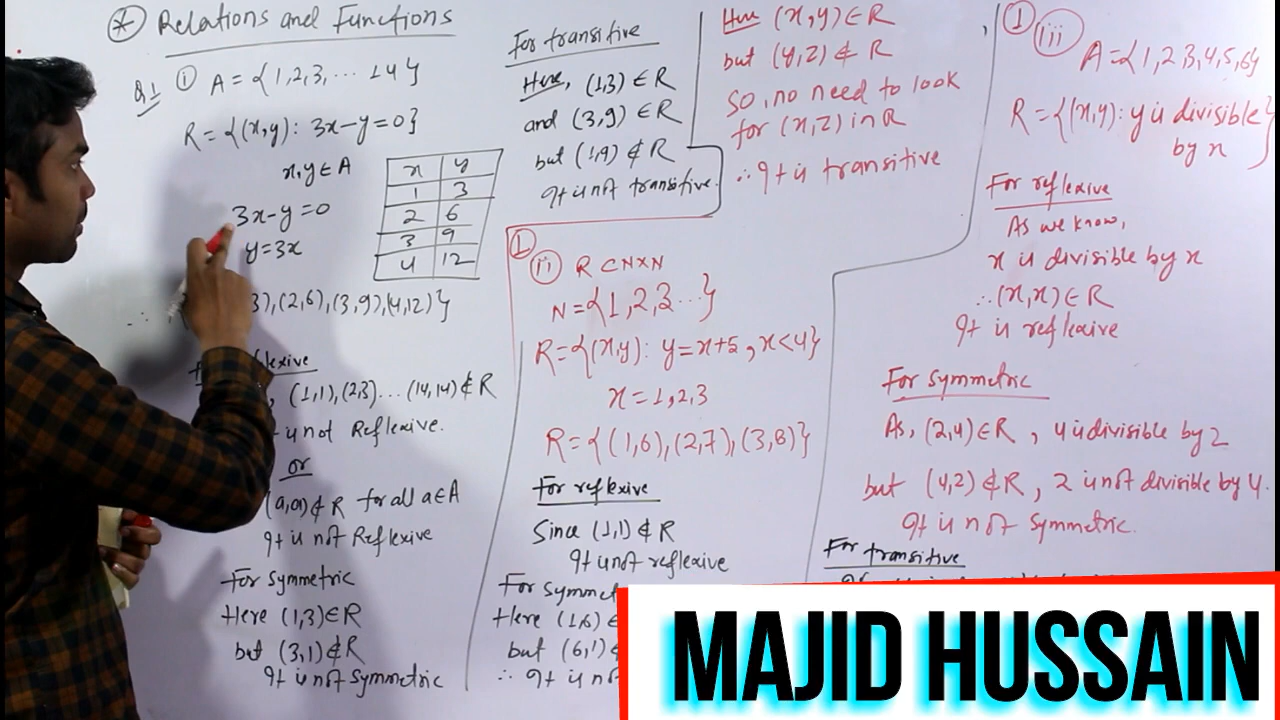 * Relations and Functions
Q1 (i) A = {1,2,3, ... 14}
R = {(x,y): 3x-y=0}
x,y ∈ A
3x-y=0
y=3x
x y
1 3
2 6
3 9
4 12
3),(2,6),(3,9),(4,12)}
exive
, (1,1),(2,3)...(14,14) ∉ R
is not Reflexive.
or
(a,a) ∉ R for all a∈A
It is not Reflexive
For symmetric
Here (1,3)∈R
but (3,1)∉R
It is not symmetric
For transitive
Here, (1,3) ∈ R
and (3,9) ∈ R
but (1,9) ∉ R
It is not transitive.
1
(ii) R ⊂ N×N
N={1,2,3...}
R={(x,y): y=x+5, x<4}
x=1,2,3
R={(1,6),(2,7),(3,8)}
For reflexive
Since (1,1) ∉ R
It is not reflexive
For symmet
Here (1,6) ∈
but (6,1) ∉
∴ It is no
Here (x,y) ∈ R
but (y,z) ∉ R
So, no need to look
for (x,z) in R
∴ It is transitive
1 (iii) A={1,2,3,4,5,6}
R={(x,y): y is divisible
by x}
For reflexive
As we know,
x is divisible by x
∴ (x,x) ∈ R
It is reflexive
For symmetric
As, (2,4)∈R, 4 is divisible by 2
but (4,2) ∉ R, 2 is not divisible by 4.
It is not symmetric.
For transitive
MAJID HUSSAIN